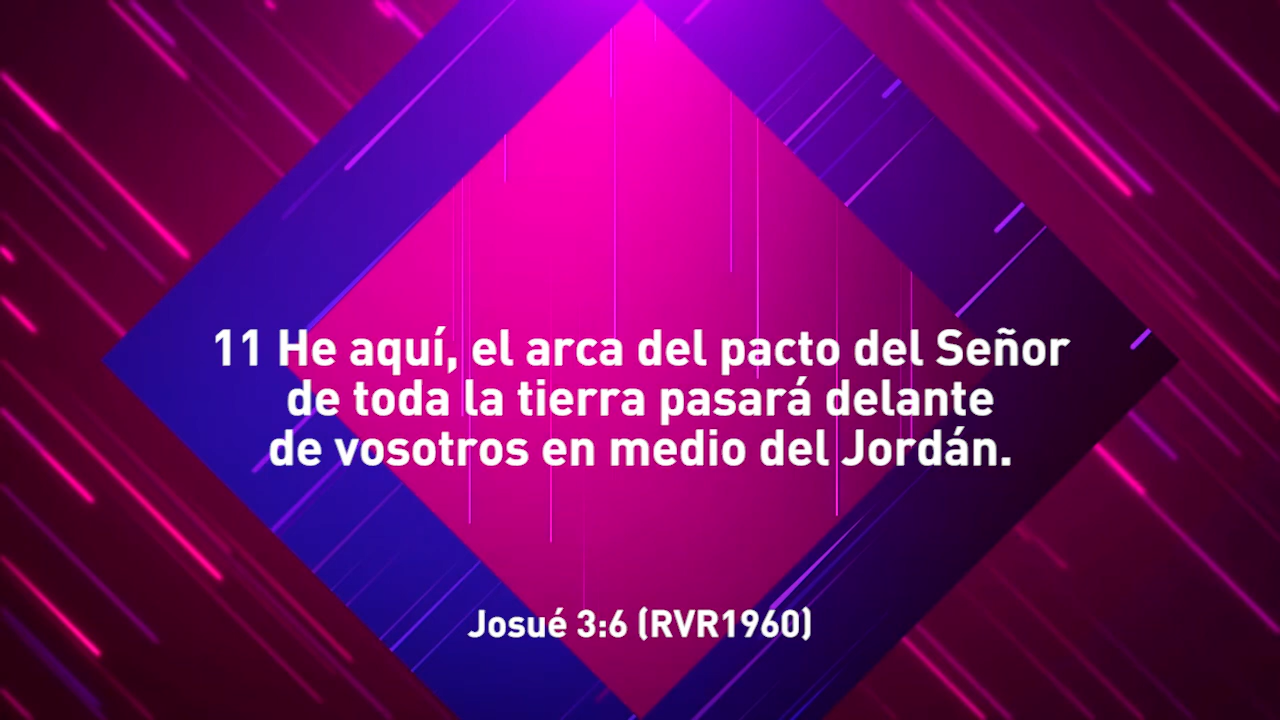 11 He aquí, el arca del pacto del Señor
de toda la tierra pasará delante
de vosotros en medio del Jordán.
Josué 3:6 (RVR1960)